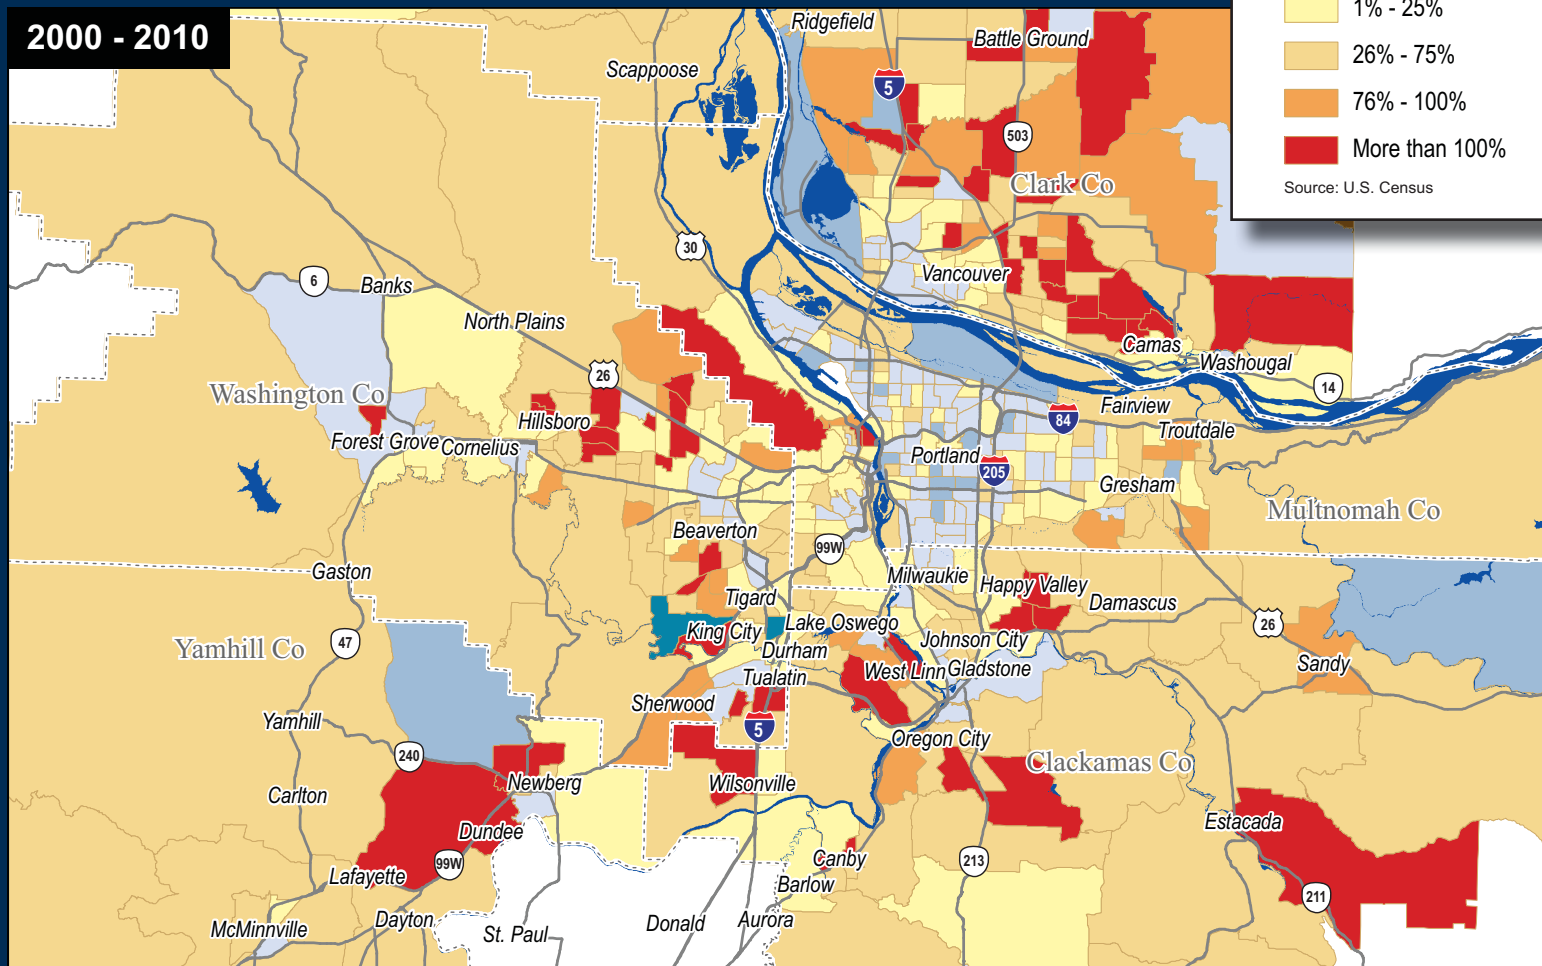 2000 - 2010
Ridgefield
Battle Ground
Scappoose
5
503
1% - 25%
26% - 75%
76% - 100%
More than 100%
Source: U.S. Census
Clark Co
30
6
Banks
Vancouver
North Plains
Camas
Washougal
26
14
Washington Co
Hillsboro
Fairview
84
Troutdale
Forest Grove
Cornelius
Portland
205
Gresham
Multnomah Co
Beaverton
99W
Gaston
Milwaukie
Happy Valley
Tigard
Damascus
King City
Lake Oswego
Johnson City
26
47
Yamhill Co
Durham
West Linn
Gladstone
Sandy
Tualatin
Sherwood
Yamhill
5
Oregon City
240
Clackamas Co
Newberg
Wilsonville
Carlton
Dundee
Estacada
99W
Canby
213
Lafayette
Barlow
211
McMinnville
Dayton
St. Paul
Donald
Aurora